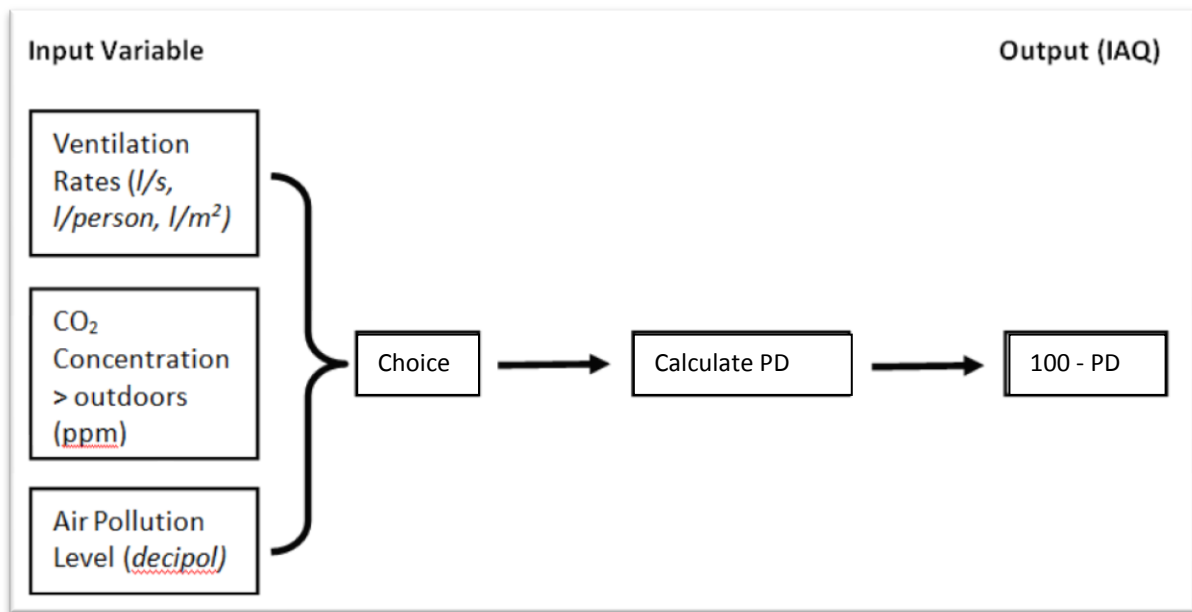 Input Variable
Output (IAQ)
Ventilation
Rates (l/s,
l/person, l/m²)
CO₂
Concentration
> outdoors
(ppm)
Air Pollution
Level (decipol)
Choice
Calculate PD
100 - PD